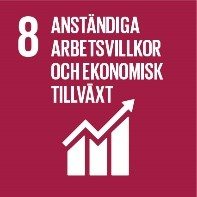 8 ANSTÄNDIGA
ARBETSVILLKOR
OCH EKONOMISK
TILLVÄXT